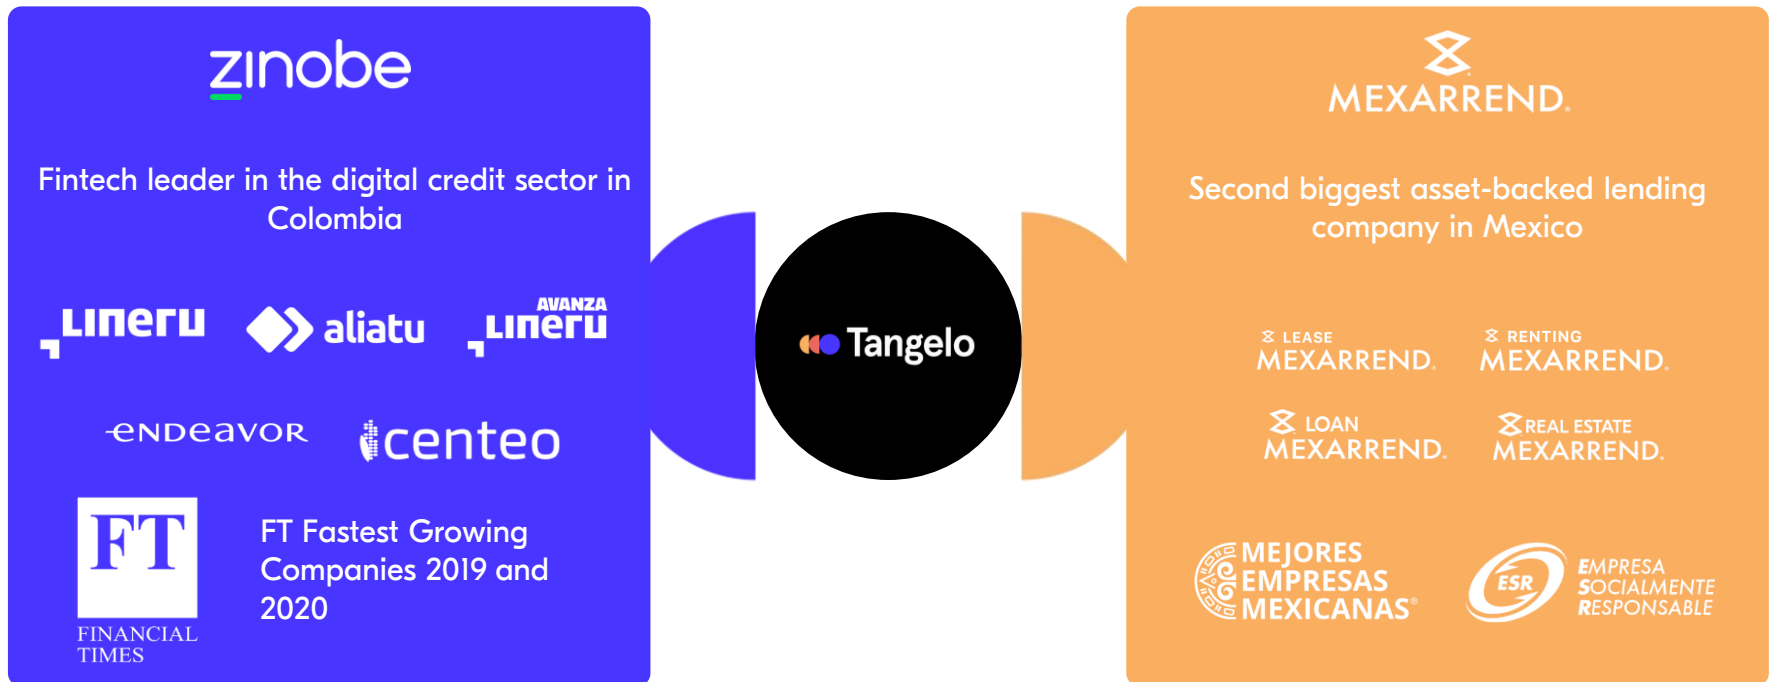 zinobe
Fintech leader in the digital credit sector in
Colombia
LINeru
aliatu
AVANZA
LINeru
eNDeaVOR
centeo
FT
FINANCIAL
TIMES
FT Fastest Growing
Companies 2019 and
2020
Tangelo
MEXARREND®
Second biggest asset-backed lending
company in Mexico
LEASE
MEXARREND®
RENTING
MEXARREND®
LOAN
MEXARREND®
REAL ESTATE
MEXARREND®
MEJORES
EMPRESAS
MEXICANAS®
ESR
EMPRESA
SOCIALMENTE
RESPONSABLE